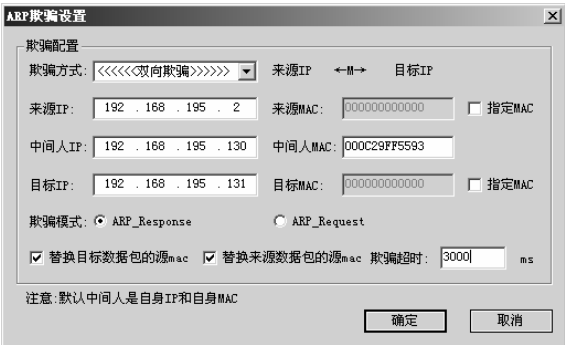 ARP欺骗设置
欺骗配置
欺骗方式: <<<<<<双向欺骗>>>>>> 来源IP ←M→ 目标IP
来源IP: 192 . 168 . 195 . 2 来源MAC: 000000000000 指定MAC
中间人IP: 192 . 168 . 195 . 130 中间人MAC: 000C29FF5593
目标IP: 192 . 168 . 195 . 131 目标MAC: 000000000000 指定MAC
欺骗模式: ARP_Response ARP_Request
替换目标数据包的源mac 替换来源数据包的源mac 欺骗超时: 3000 ms
注意:默认中间人是自身IP和自身MAC
确定 取消